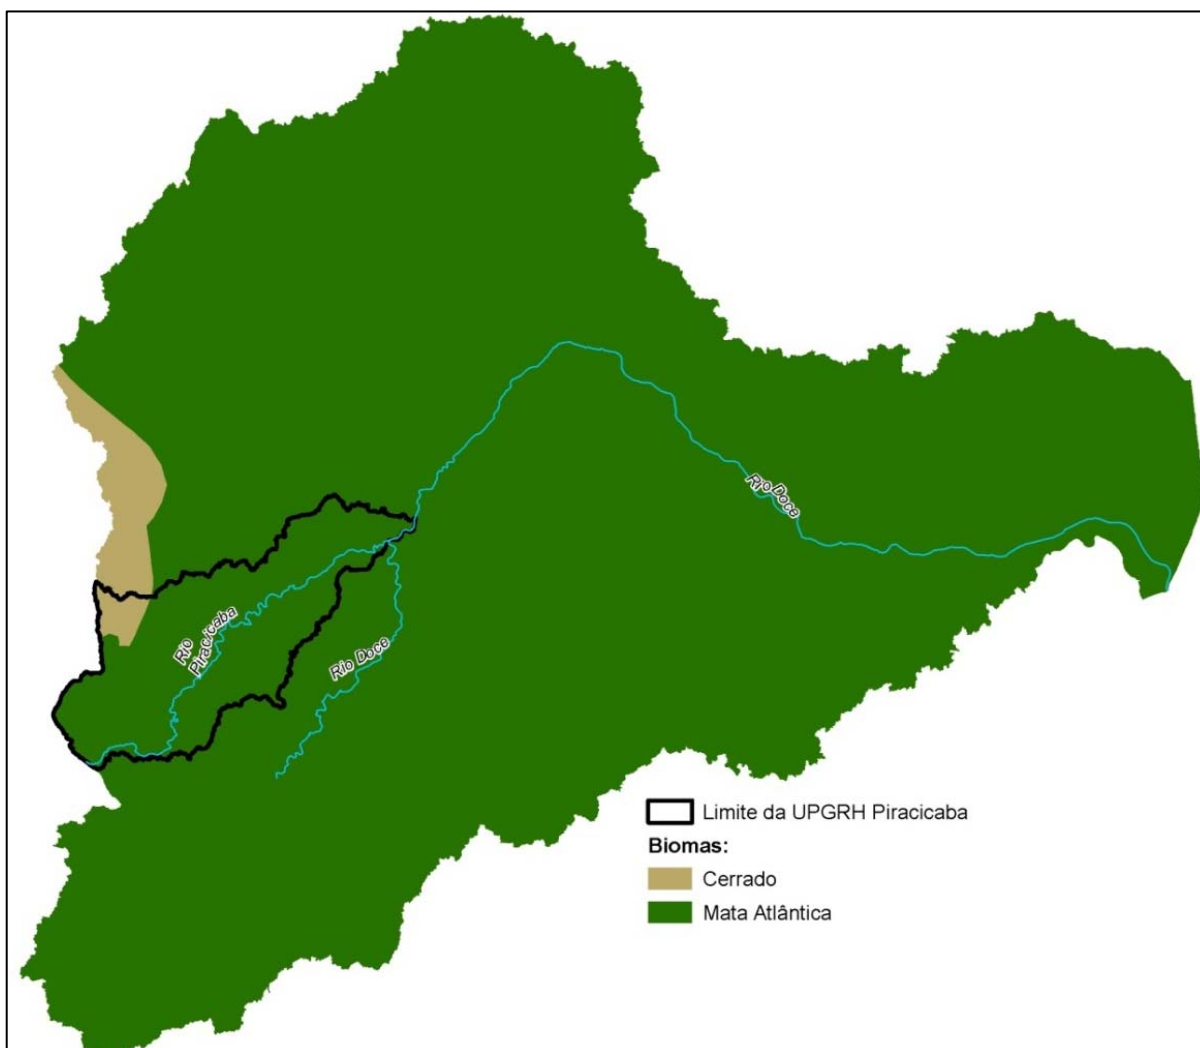 Rio Doce
Rio
Piracicaba
Rio Doce
Limite da UPGRH Piracicaba
Biomas:
Cerrado
Mata Atlântica